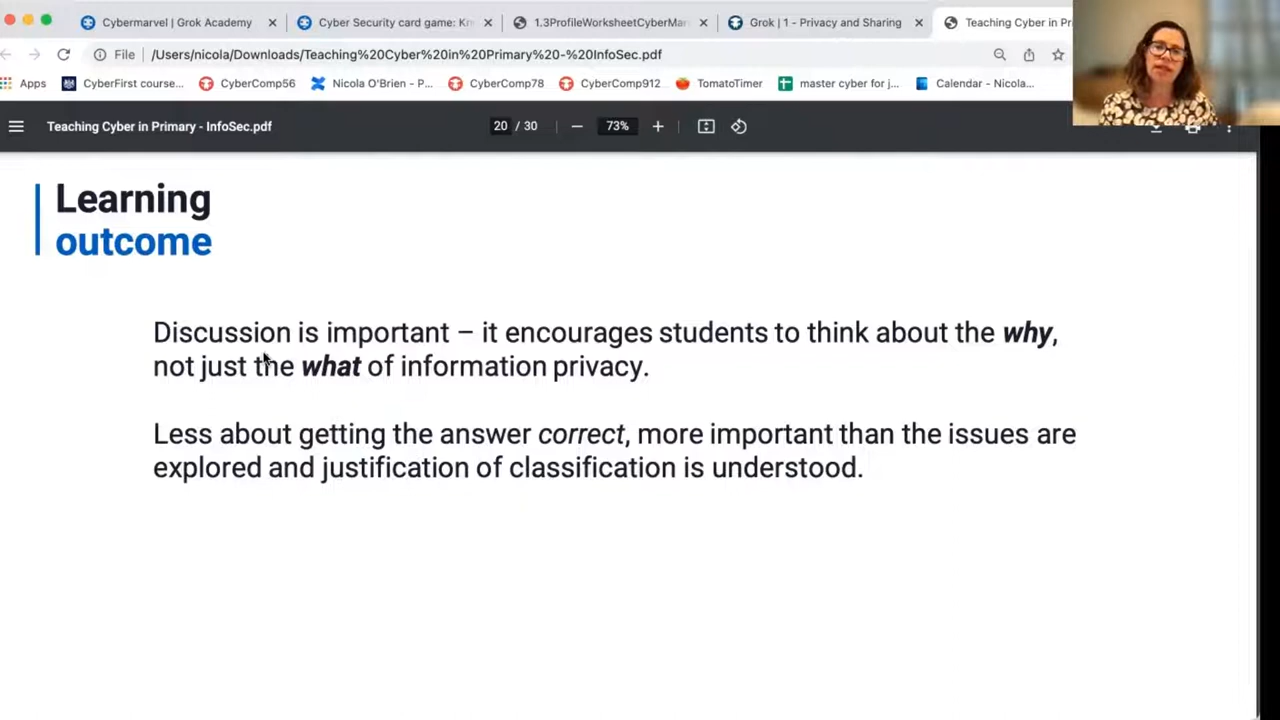 Cybermarvel | Grok Academy
Cyber Security card game: Kn
1.3ProfileWorksheetCyberMar
Grok | 1 - Privacy and Sharing
Teaching Cyber in Pr
File
/Users/nicola/Downloads/Teaching%20Cyber%20in%20Primary%20-%20InfoSec.pdf
Apps
CyberFirst course...
CyberComp56
Nicola O'Brien - P...
CyberComp78
CyberComp912
TomatoTimer
master cyber for j...
Calendar - Nicola...
Teaching Cyber in Primary - InfoSec.pdf
20 / 30
73%
Learning
outcome
Discussion is important – it encourages students to think about the why,
not just the what of information privacy.
Less about getting the answer correct, more important than the issues are
explored and justification of classification is understood.